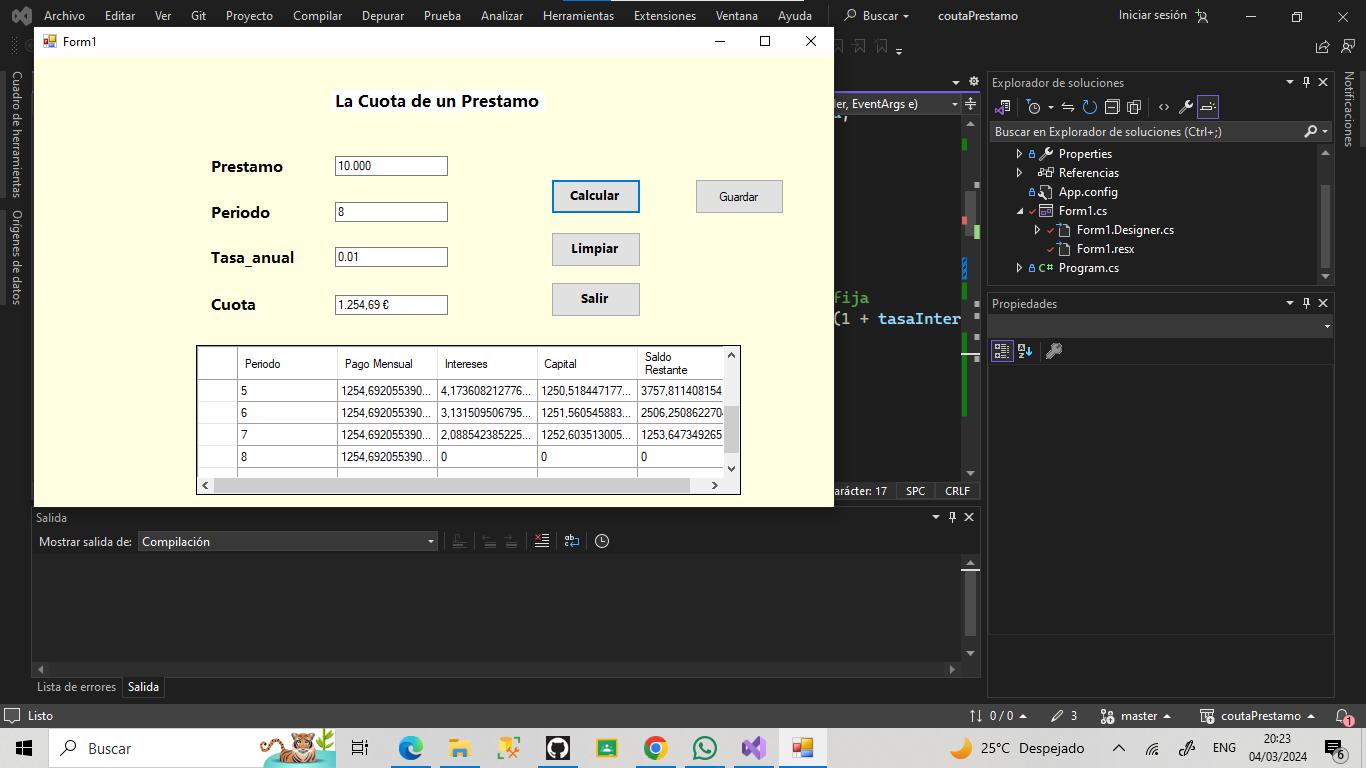 Archivo Editar Ver Git Proyecto Compilar Depurar Prueba Analizar Herramientas Extensiones Ventana Ayuda Buscar coutaPrestamo Iniciar sesión
Form1
La Cuota de un Prestamo
Prestamo 10.000
Periodo 8
Tasa_anual 0.01
Cuota 1.254,69 €
Calcular
Guardar
Limpiar
Salir
Periodo Pago Mensual Intereses Capital Saldo Restante
5 1254,692055390... 4,173608212776... 1250,518447177... 3757,811408154
6 1254,692055390... 3,131509506795... 1251,560545883... 2506,2508622704
7 1254,692055390... 2,088542385225... 1252,603513005... 1253,647349265
8 1254,692055390... 0 0 0
Cuadro de herramientas
Orígenes de datos
EventArgs e)
fija
(1 + tasaInter
arácter: 17 SPC CRLF
Explorador de soluciones
Buscar en Explorador de soluciones (Ctrl+;)
Properties
Referencias
App.config
Form1.cs
Form1.Designer.cs
Form1.resx
C# Program.cs
Propiedades
Notificaciones
Salida
Mostrar salida de: Compilación
Lista de errores Salida
Listo 0 / 0 3 master coutaPrestamo 1
Buscar 25°C Despejado ENG 20:23
04/03/2024 6